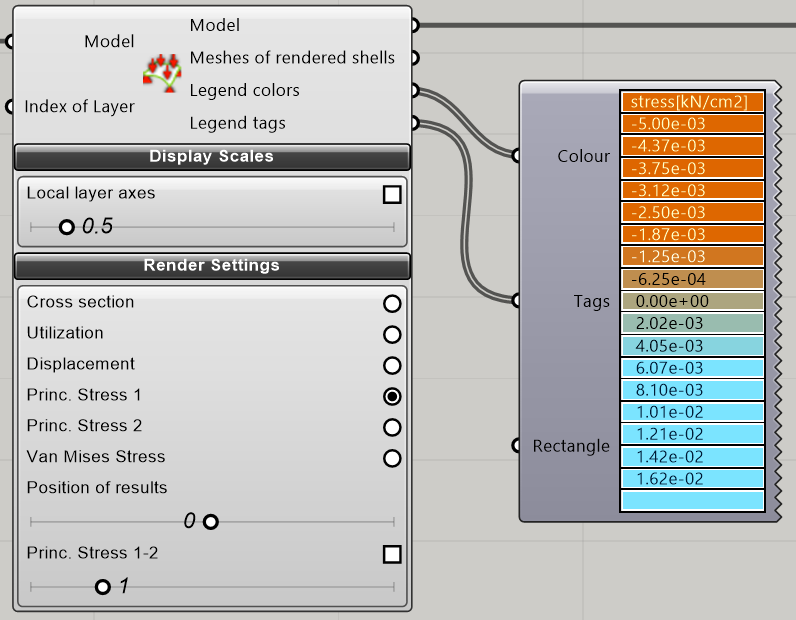 Model
Index of Layer
Model
Meshes of rendered shells
Legend colors
Legend tags
Display Scales
Local layer axes
0.5
Render Settings
Cross section
Utilization
Displacement
Princ. Stress 1
Princ. Stress 2
Van Mises Stress
Position of results
0
Princ. Stress 1-2
1
Colour
Tags
Rectangle
stress[kN/cm2]
-5.00e-03
-4.37e-03
-3.75e-03
-3.12e-03
-2.50e-03
-1.87e-03
-1.25e-03
-6.25e-04
0.00e+00
2.02e-03
4.05e-03
6.07e-03
8.10e-03
1.01e-02
1.21e-02
1.42e-02
1.62e-02